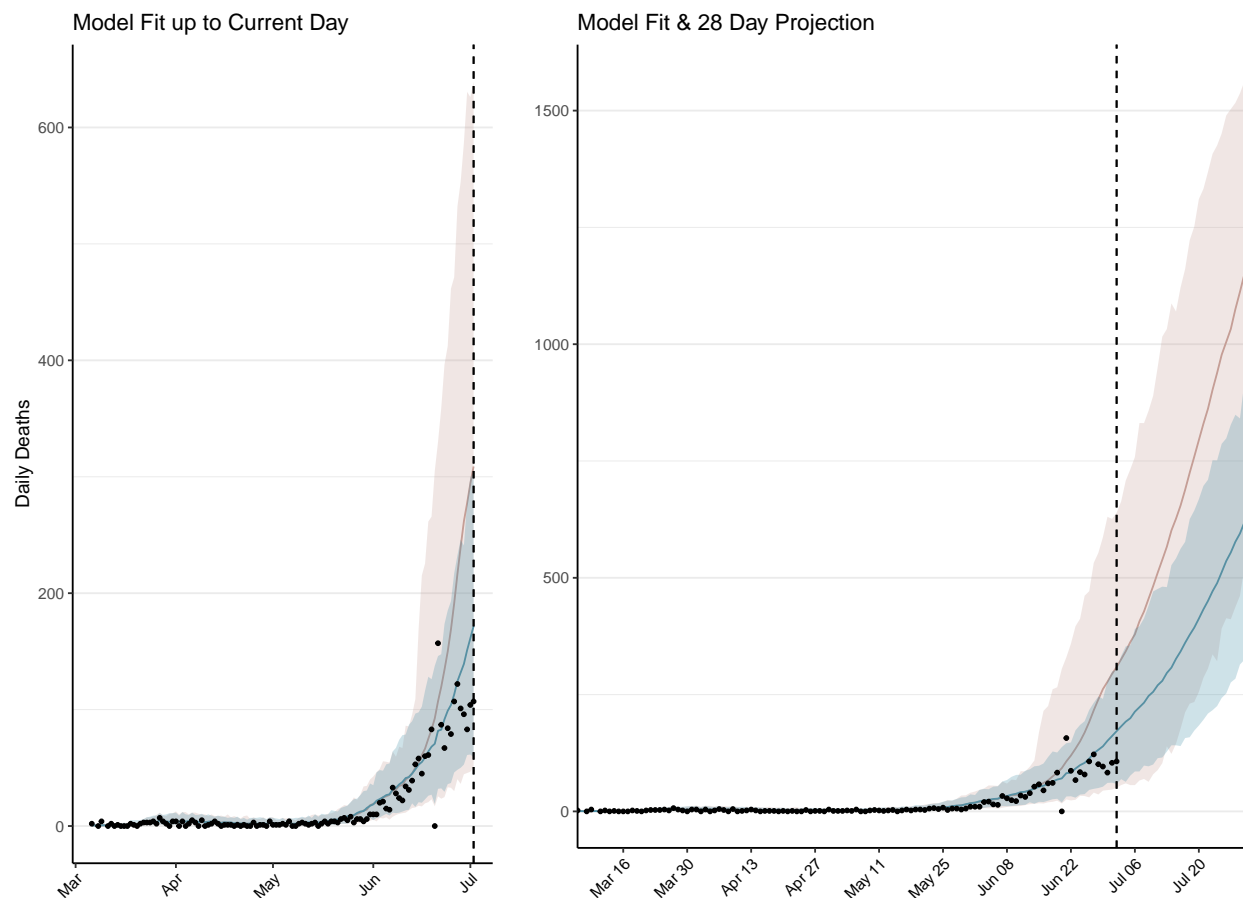 Model Fit up to Current Day
Daily Deaths
600
400
200
0
Mar
Apr
May
Jun
Jul
Model Fit & 28 Day Projection
1500
1000
500
0
Mar 16
Mar 30
Apr 13
Apr 27
May 11
May 25
Jun 08
Jun 22
Jul 06
Jul 20